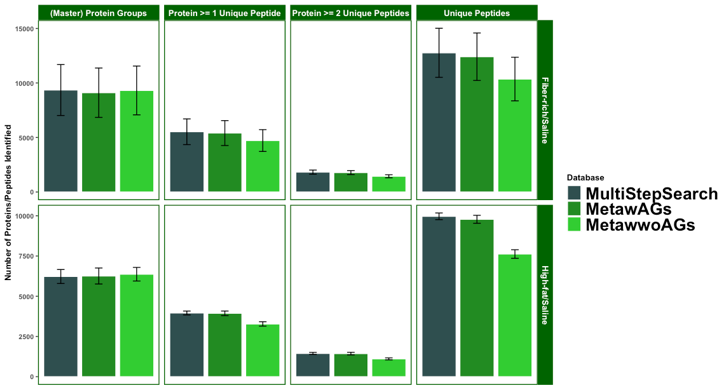 (Master) Protein Groups
Protein >= 1 Unique Peptide
Protein >= 2 Unique Peptides
Unique Peptides
Number of Proteins/Peptides Identified
15000
10000
5000
0
Fiber-rich/Saline
10000
7500
5000
2500
0
High-fat/Saline
Database
MultiStepSearch
MetawAGs
MetawwoAGs